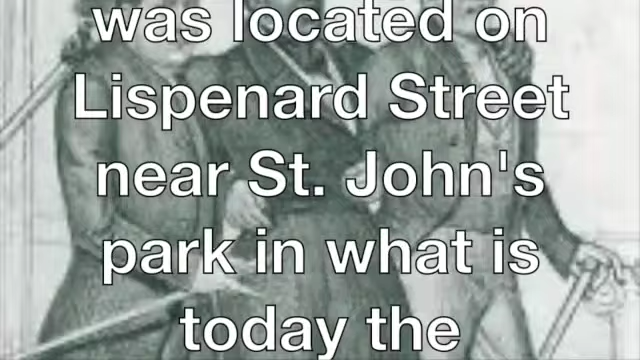 was located on
Lispenard Street
near St. John's
park in what is
today the